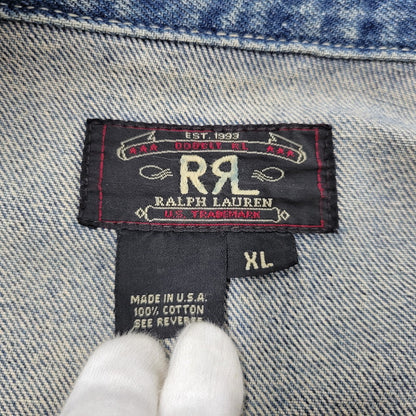 EST. 1993
DOUBLE RL
RRL
RALPH LAUREN
U.S. TRADEMARK
XL
MADE IN U.S.A.
100% COTTON
SEE REVERSE